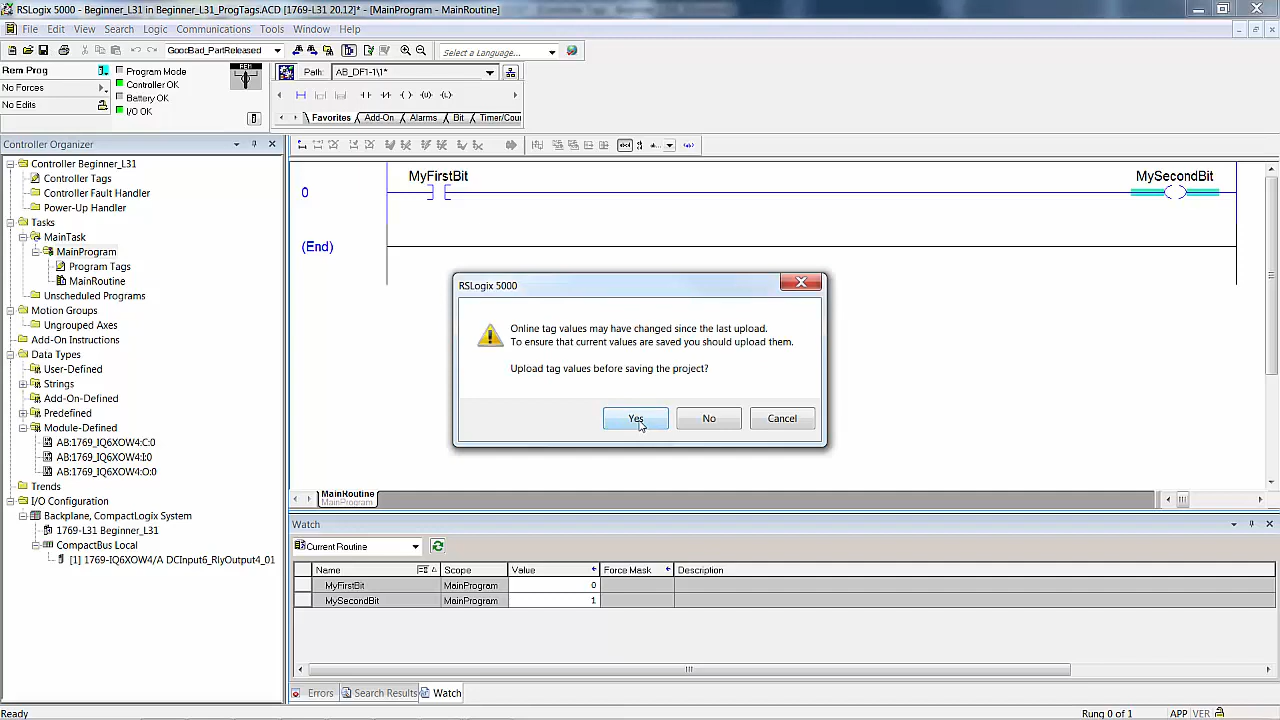 RSLogix 5000 - Beginner_L31 in Beginner_L31_ProgTags.ACD [1769-L31 20.12]* - [MainProgram - MainRoutine]
File Edit View Search Logic Communications Tools Window Help
GoodBad_PartReleased
Select a Language...
Rem Prog
No Forces
No Edits
Program Mode
Controller OK
Battery OK
I/O OK
REM
Path: AB_DF1-1\1*
Favorites Add-On Alarms Bit Timer/Cou
Controller Organizer
Controller Beginner_L31
Controller Tags
Controller Fault Handler
Power-Up Handler
Tasks
MainTask
MainProgram
Program Tags
MainRoutine
Unscheduled Programs
Motion Groups
Ungrouped Axes
Add-On Instructions
Data Types
User-Defined
Strings
Add-On-Defined
Predefined
Module-Defined
AB:1769_IQ6XOW4:C:0
AB:1769_IQ6XOW4:I:0
AB:1769_IQ6XOW4:O:0
Trends
I/O Configuration
Backplane, CompactLogix System
1769-L31 Beginner_L31
CompactBus Local
[1] 1769-IQ6XOW4/A DCInput6_RlyOutput4_01
MyFirstBit MySecondBit
0
(End)
RSLogix 5000
Online tag values may have changed since the last upload.
To ensure that current values are saved you should upload them.
Upload tag values before saving the project?
Yes No Cancel
MainRoutine
MainProgram
Watch
Current Routine
Name Scope Value Force Mask Description
MyFirstBit MainProgram 0
MySecondBit MainProgram 1
Errors Search Results Watch
Ready Rung 0 of 1 APP VER